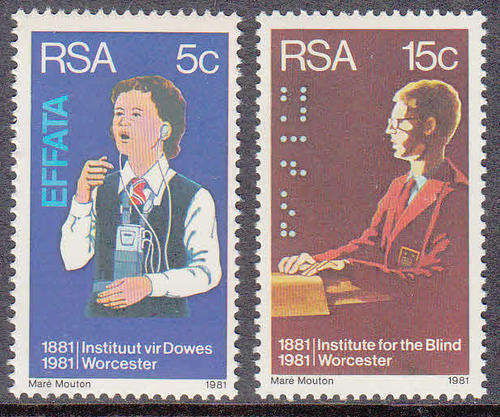 RSA 5c
EFFATA
1881 Instituut vir Dowes
1981 Worcester
Maré Mouton 1981
RSA 15c
1881 Institute for the Blind
1981 Worcester
Maré Mouton 1981